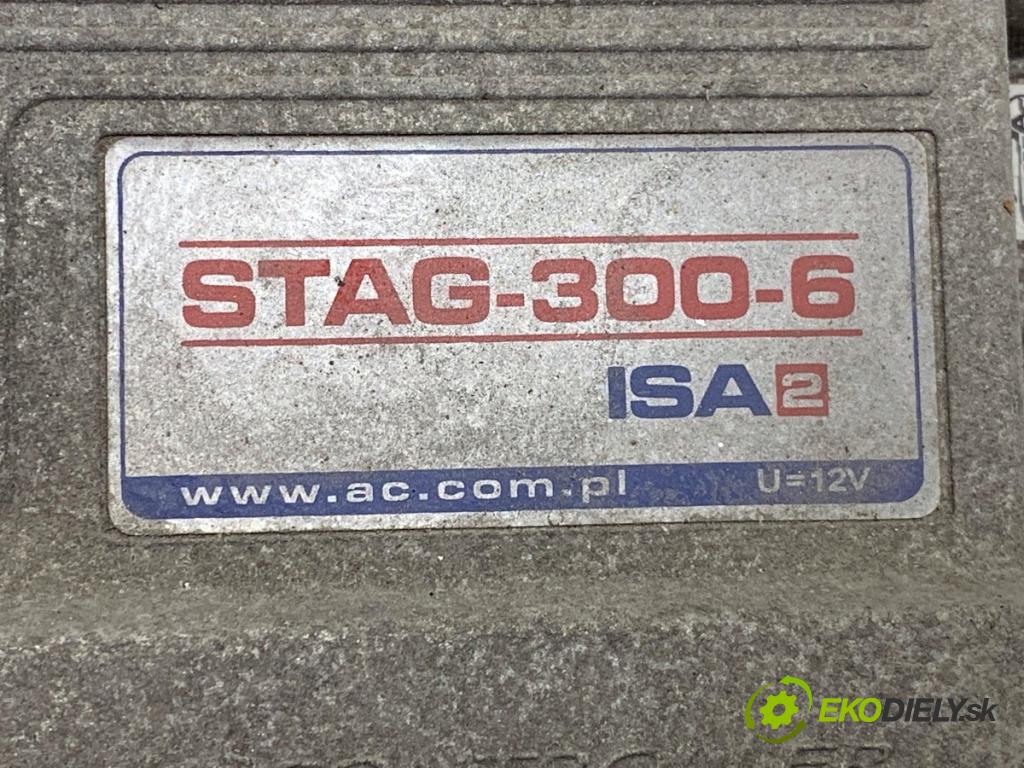 STAG-300-6
ISA2
www.ac.com.pl U=12V
EKODIELY.sk